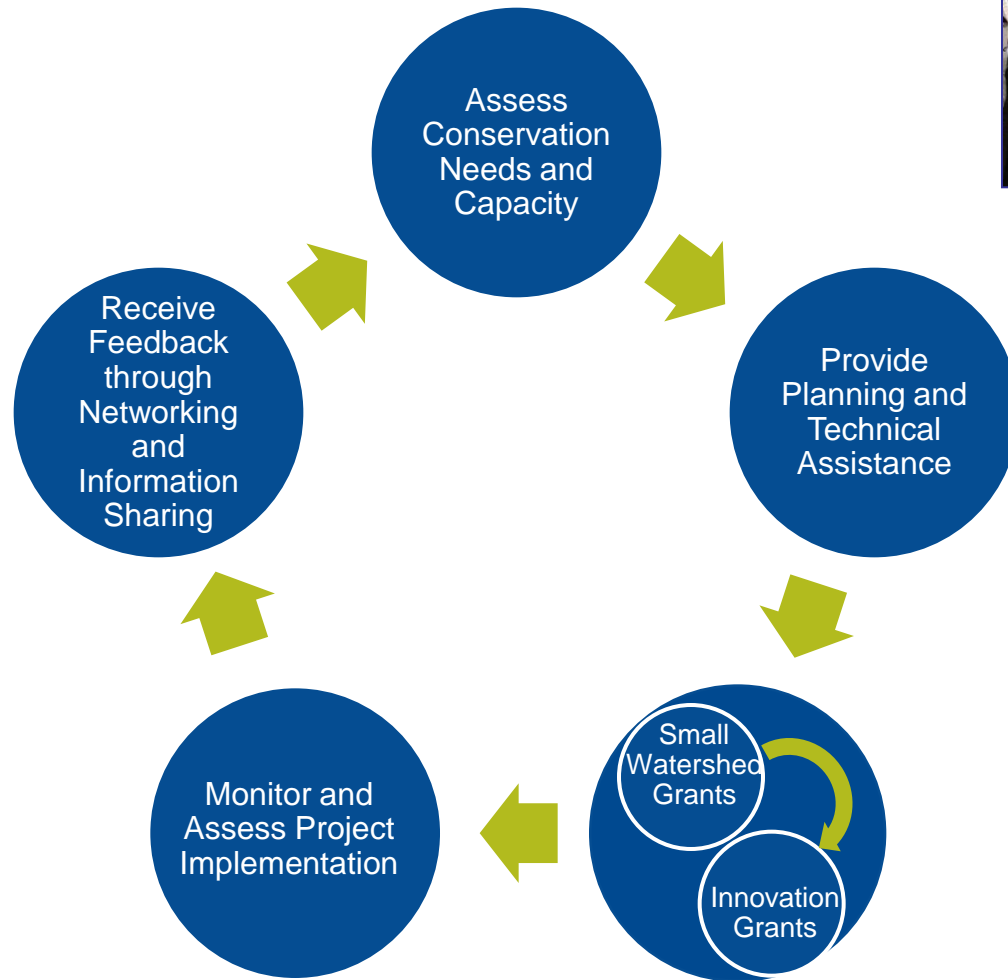 Assess
Conservation
Needs and
Capacity
Provide
Planning and
Technical
Assistance
Small
Watershed
Grants
Innovation
Grants
Monitor and
Assess Project
Implementation
Receive
Feedback
through
Networking
and
Information
Sharing